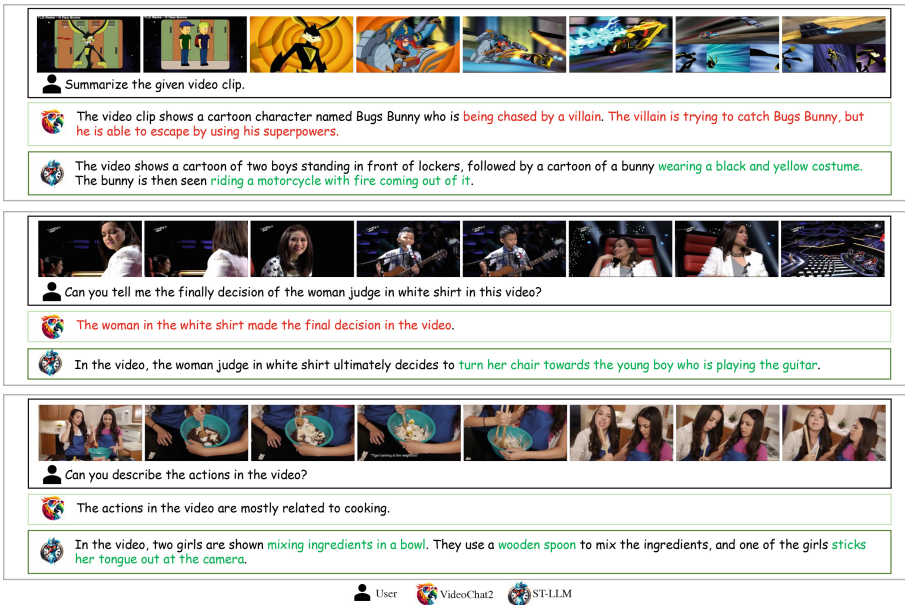 Summarize the given video clip.
The video clip shows a cartoon character named Bugs Bunny who is being chased by a villain. The villain is trying to catch Bugs Bunny, but
he is able to escape by using his superpowers.
The video shows a cartoon of two boys standing in front of lockers, followed by a cartoon of a bunny wearing a black and yellow costume.
The bunny is then seen riding a motorcycle with fire coming out of it.
Can you tell me the finally decision of the woman judge in white shirt in this video?
The woman in the white shirt made the final decision in the video.
In the video, the woman judge in white shirt ultimately decides to turn her chair towards the young boy who is playing the guitar.
Can you describe the actions in the video?
The actions in the video are mostly related to cooking.
In the video, two girls are shown mixing ingredients in a bowl. They use a wooden spoon to mix the ingredients, and one of the girls sticks
her tongue out at the camera.
User VideoChat2 ST-LLM